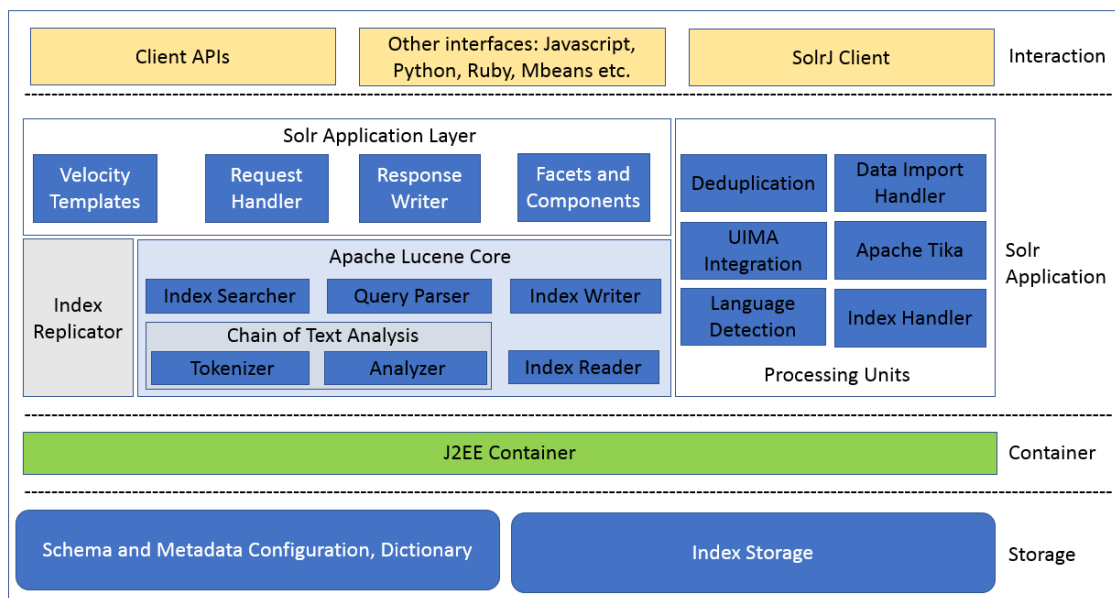 Client APIs
Other interfaces: Javascript,
Python, Ruby, Mbeans etc.
SolrJ Client
Interaction
Solr Application Layer
Velocity
Templates
Request
Handler
Response
Writer
Facets and
Components
Deduplication
Data Import
Handler
UIMA
Integration
Apache Tika
Language
Detection
Index Handler
Processing Units
Solr
Application
Index
Replicator
Apache Lucene Core
Index Searcher
Query Parser
Index Writer
Chain of Text Analysis
Tokenizer
Analyzer
Index Reader
J2EE Container
Container
Schema and Metadata Configuration, Dictionary
Index Storage
Storage